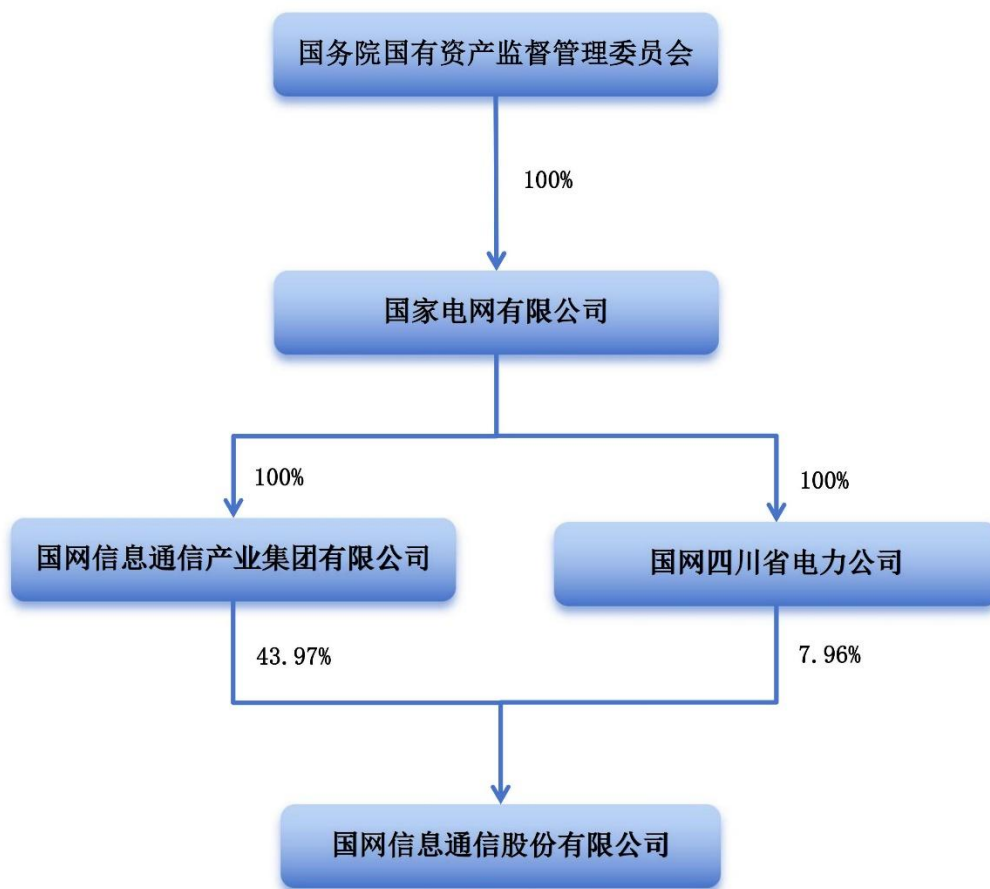 国务院国有资产监督管理委员会
100%
国家电网有限公司
100%
100%
国网信息通信产业集团有限公司
国网四川省电力公司
43.97%
7.96%
国网信息通信股份有限公司